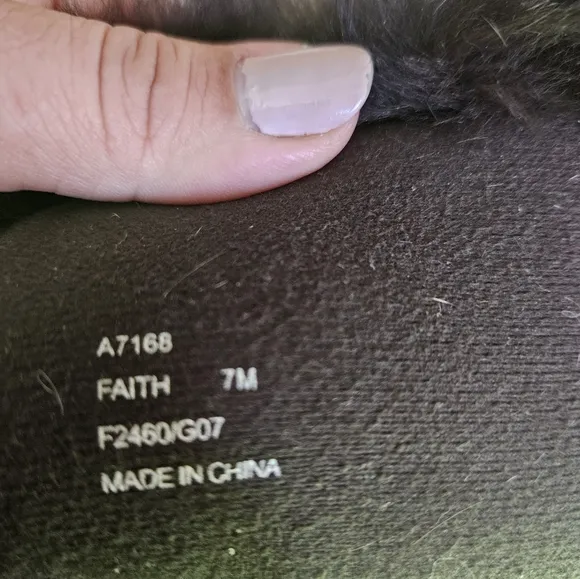 A7168
FAITH 7M
F2460/G07
MADE IN CHINA